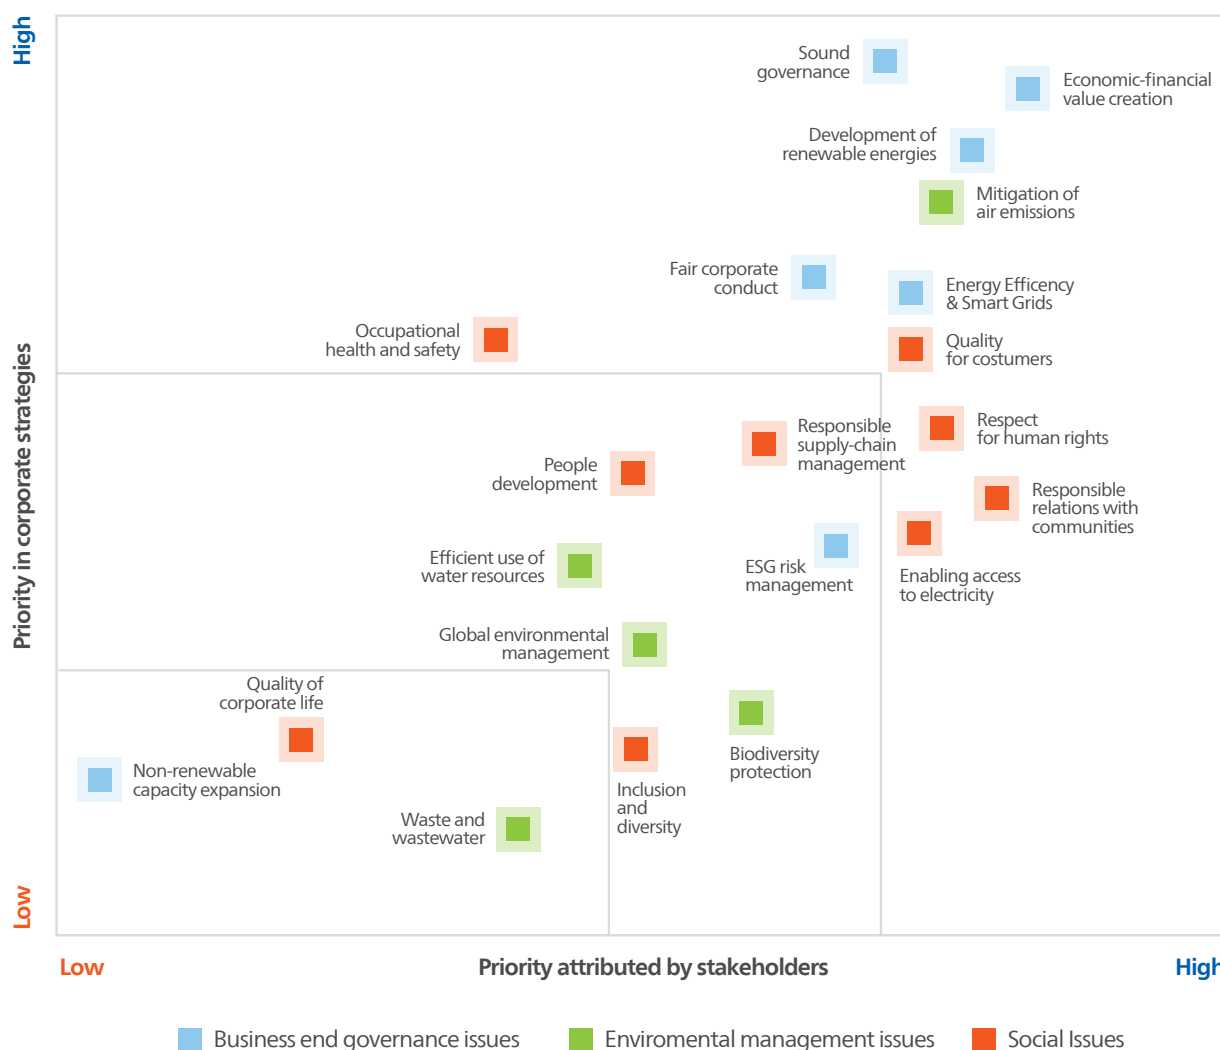 High
Sound
governance
Economic-financial
value creation
Development of
renewable energies
Mitigation of
air emissions
Fair corporate
conduct
Energy Efficency
& Smart Grids
Occupational
health and safety
Quality
for costumers
Priority in corporate strategies
Responsible
supply-chain
management
Respect
for human rights
People
development
Responsible
relations with
communities
Efficient use of
water resources
ESG risk
management
Enabling access
to electricity
Global environmental
management
Quality of
corporate life
Non-renewable
capacity expansion
Biodiversity
protection
Inclusion
and
diversity
Waste and
wastewater
Low
Low
Priority attributed by stakeholders
High
Business end governance issues
Enviromental management issues
Social Issues